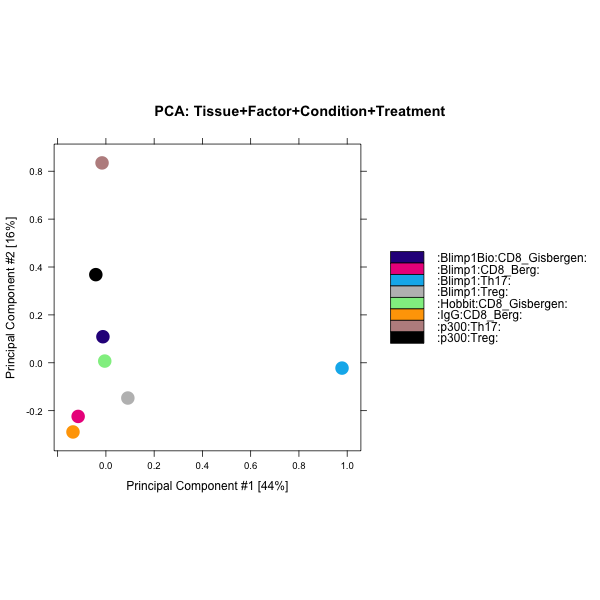 PCA: Tissue+Factor+Condition+Treatment
Principal Component #2 [16%]
0.8
0.6
0.4
0.2
0.0
-0.2
0.0 0.2 0.4 0.6 0.8 1.0
Principal Component #1 [44%]
:Blimp1Bio:CD8_Gisbergen:
:Blimp1:CD8_Berg:
:Blimp1:Th17:
:Blimp1:Treg:
:Hobbit:CD8_Gisbergen:
:IgG:CD8_Berg:
:p300:Th17:
:p300:Treg: